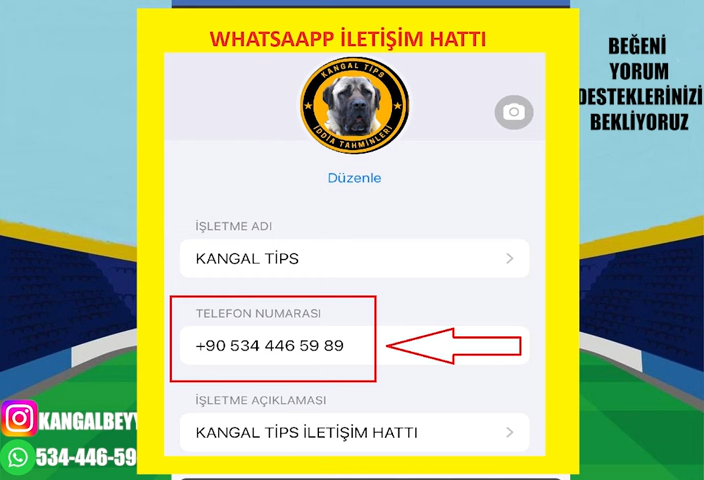 WHATSAAPP İLETİŞİM HATTI
BEĞENİ
YORUM
DESTEKLERİNİZİ
BEKLİYORUZ
KANGAL TİPS
İDDİA TAHMİNLERİ
Düzenle
İŞLETME ADI
KANGAL TİPS
TELEFON NUMARASI
+90 534 446 59 89
İŞLETME AÇIKLAMASI
KANGAL TİPS İLETİŞİM HATTI
KANGALBEY
534-446-59